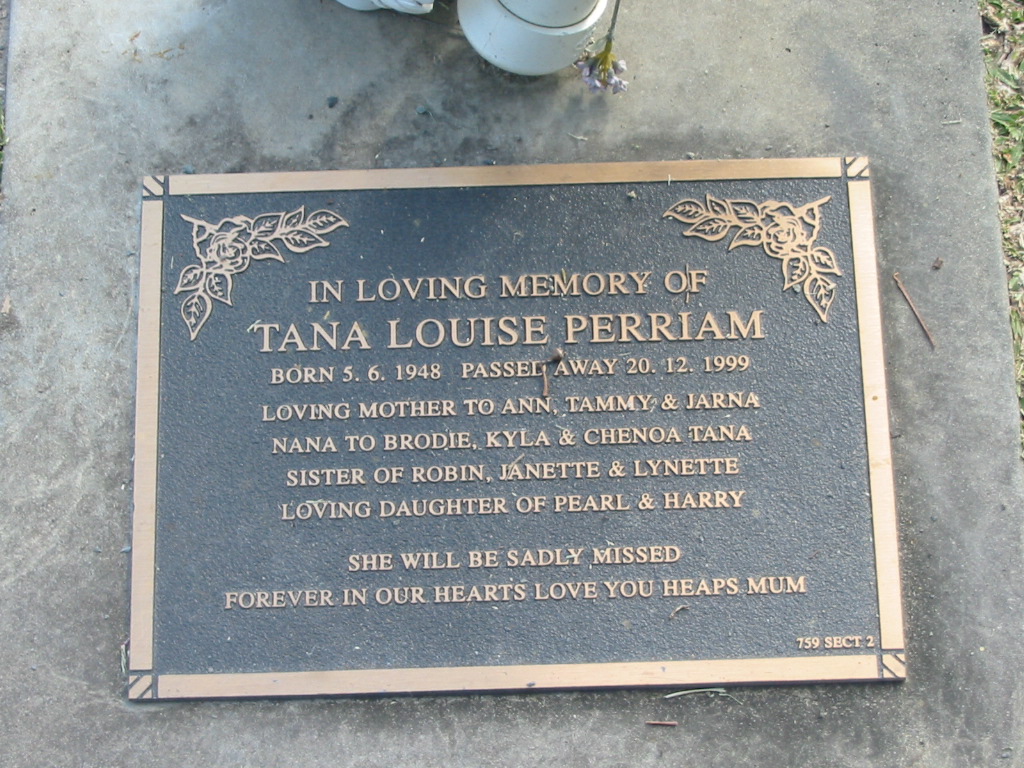 IN LOVING MEMORY OF
TANA LOUISE PERRIAM
BORN 5. 6. 1948 PASSED AWAY 20. 12. 1999
LOVING MOTHER TO ANN, TAMMY & JARNA
NANA TO BRODIE, KYLA & CHENOA TANA
SISTER OF ROBIN, JANETTE & LYNETTE
LOVING DAUGHTER OF PEARL & HARRY
SHE WILL BE SADLY MISSED
FOREVER IN OUR HEARTS LOVE YOU HEAPS MUM
759 SECT 2